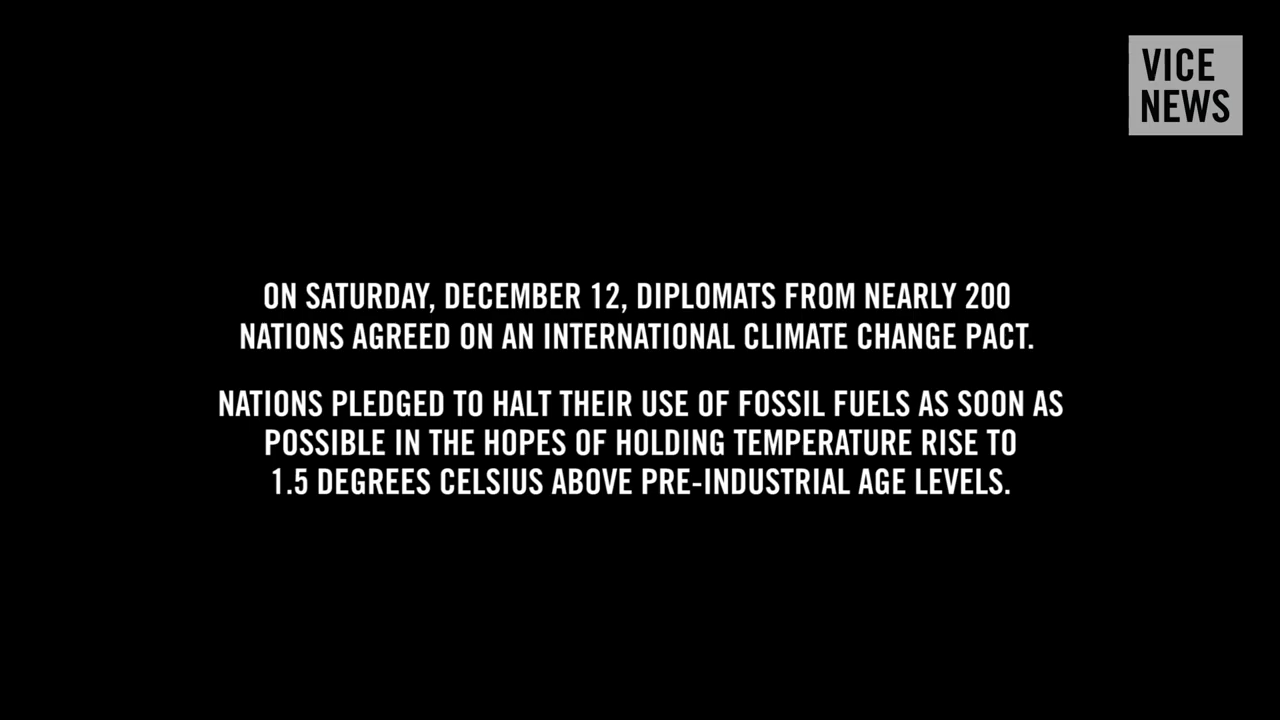 VICE
NEWS
ON SATURDAY, DECEMBER 12, DIPLOMATS FROM NEARLY 200
NATIONS AGREED ON AN INTERNATIONAL CLIMATE CHANGE PACT.
NATIONS PLEDGED TO HALT THEIR USE OF FOSSIL FUELS AS SOON AS
POSSIBLE IN THE HOPES OF HOLDING TEMPERATURE RISE TO
1.5 DEGREES CELSIUS ABOVE PRE-INDUSTRIAL AGE LEVELS.